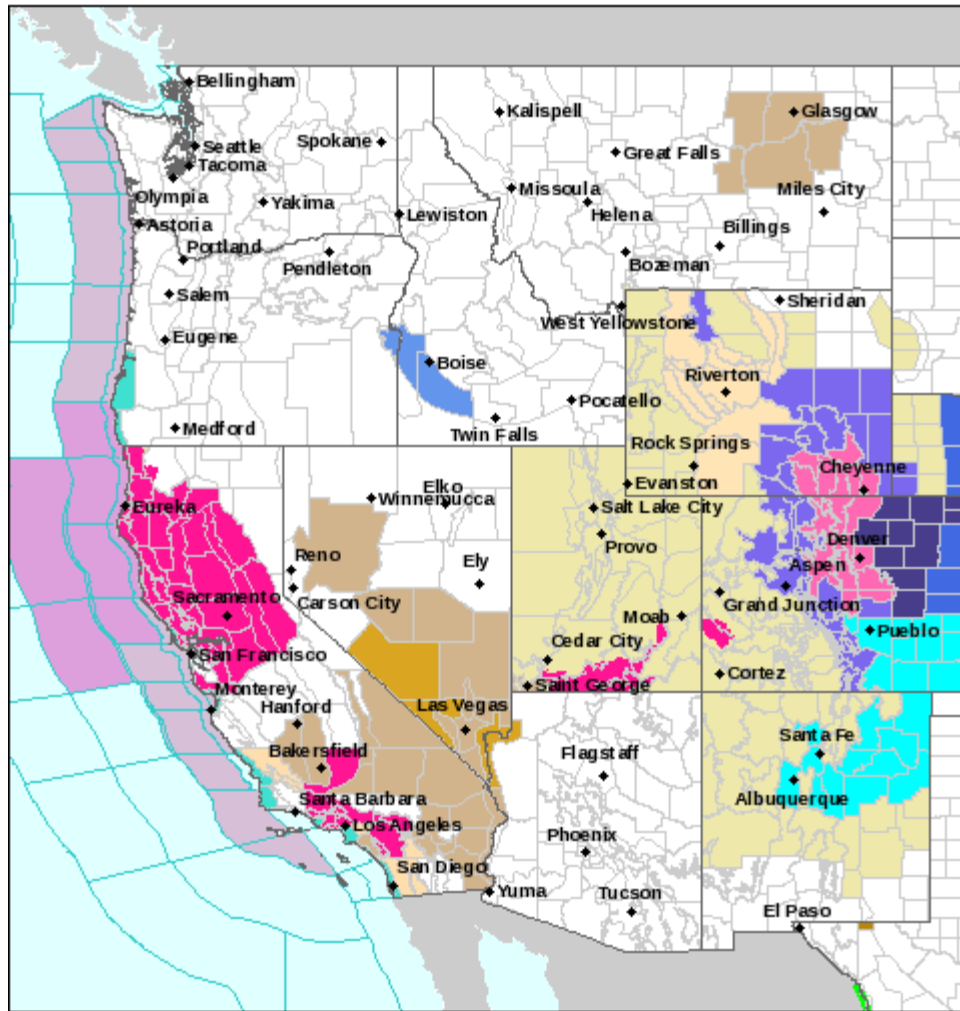 Bellingham
Kalispell
Glasgow
Seattle
Spokane
Great Falls
Tacoma
Missoula
Miles City
Olympia
Yakima
Lewiston
Helena
Astoria
Billings
Portland
Pendleton
Bozeman
Salem
Sheridan
West Yellowstone
Eugene
Boise
Riverton
Pocatello
Medford
Twin Falls
Rock Springs
Cheyenne
Elko
Evanston
Winnemucca
Eureka
Salt Lake City
Provo
Denver
Reno
Ely
Aspen
Sacramento
Carson City
Grand Junction
Moab
Pueblo
San Francisco
Cedar City
Cortez
Monterey
Saint George
Hanford
Las Vegas
Santa Fe
Bakersfield
Flagstaff
Albuquerque
Santa Barbara
Los Angeles
Phoenix
San Diego
Yuma
Tucson
El Paso